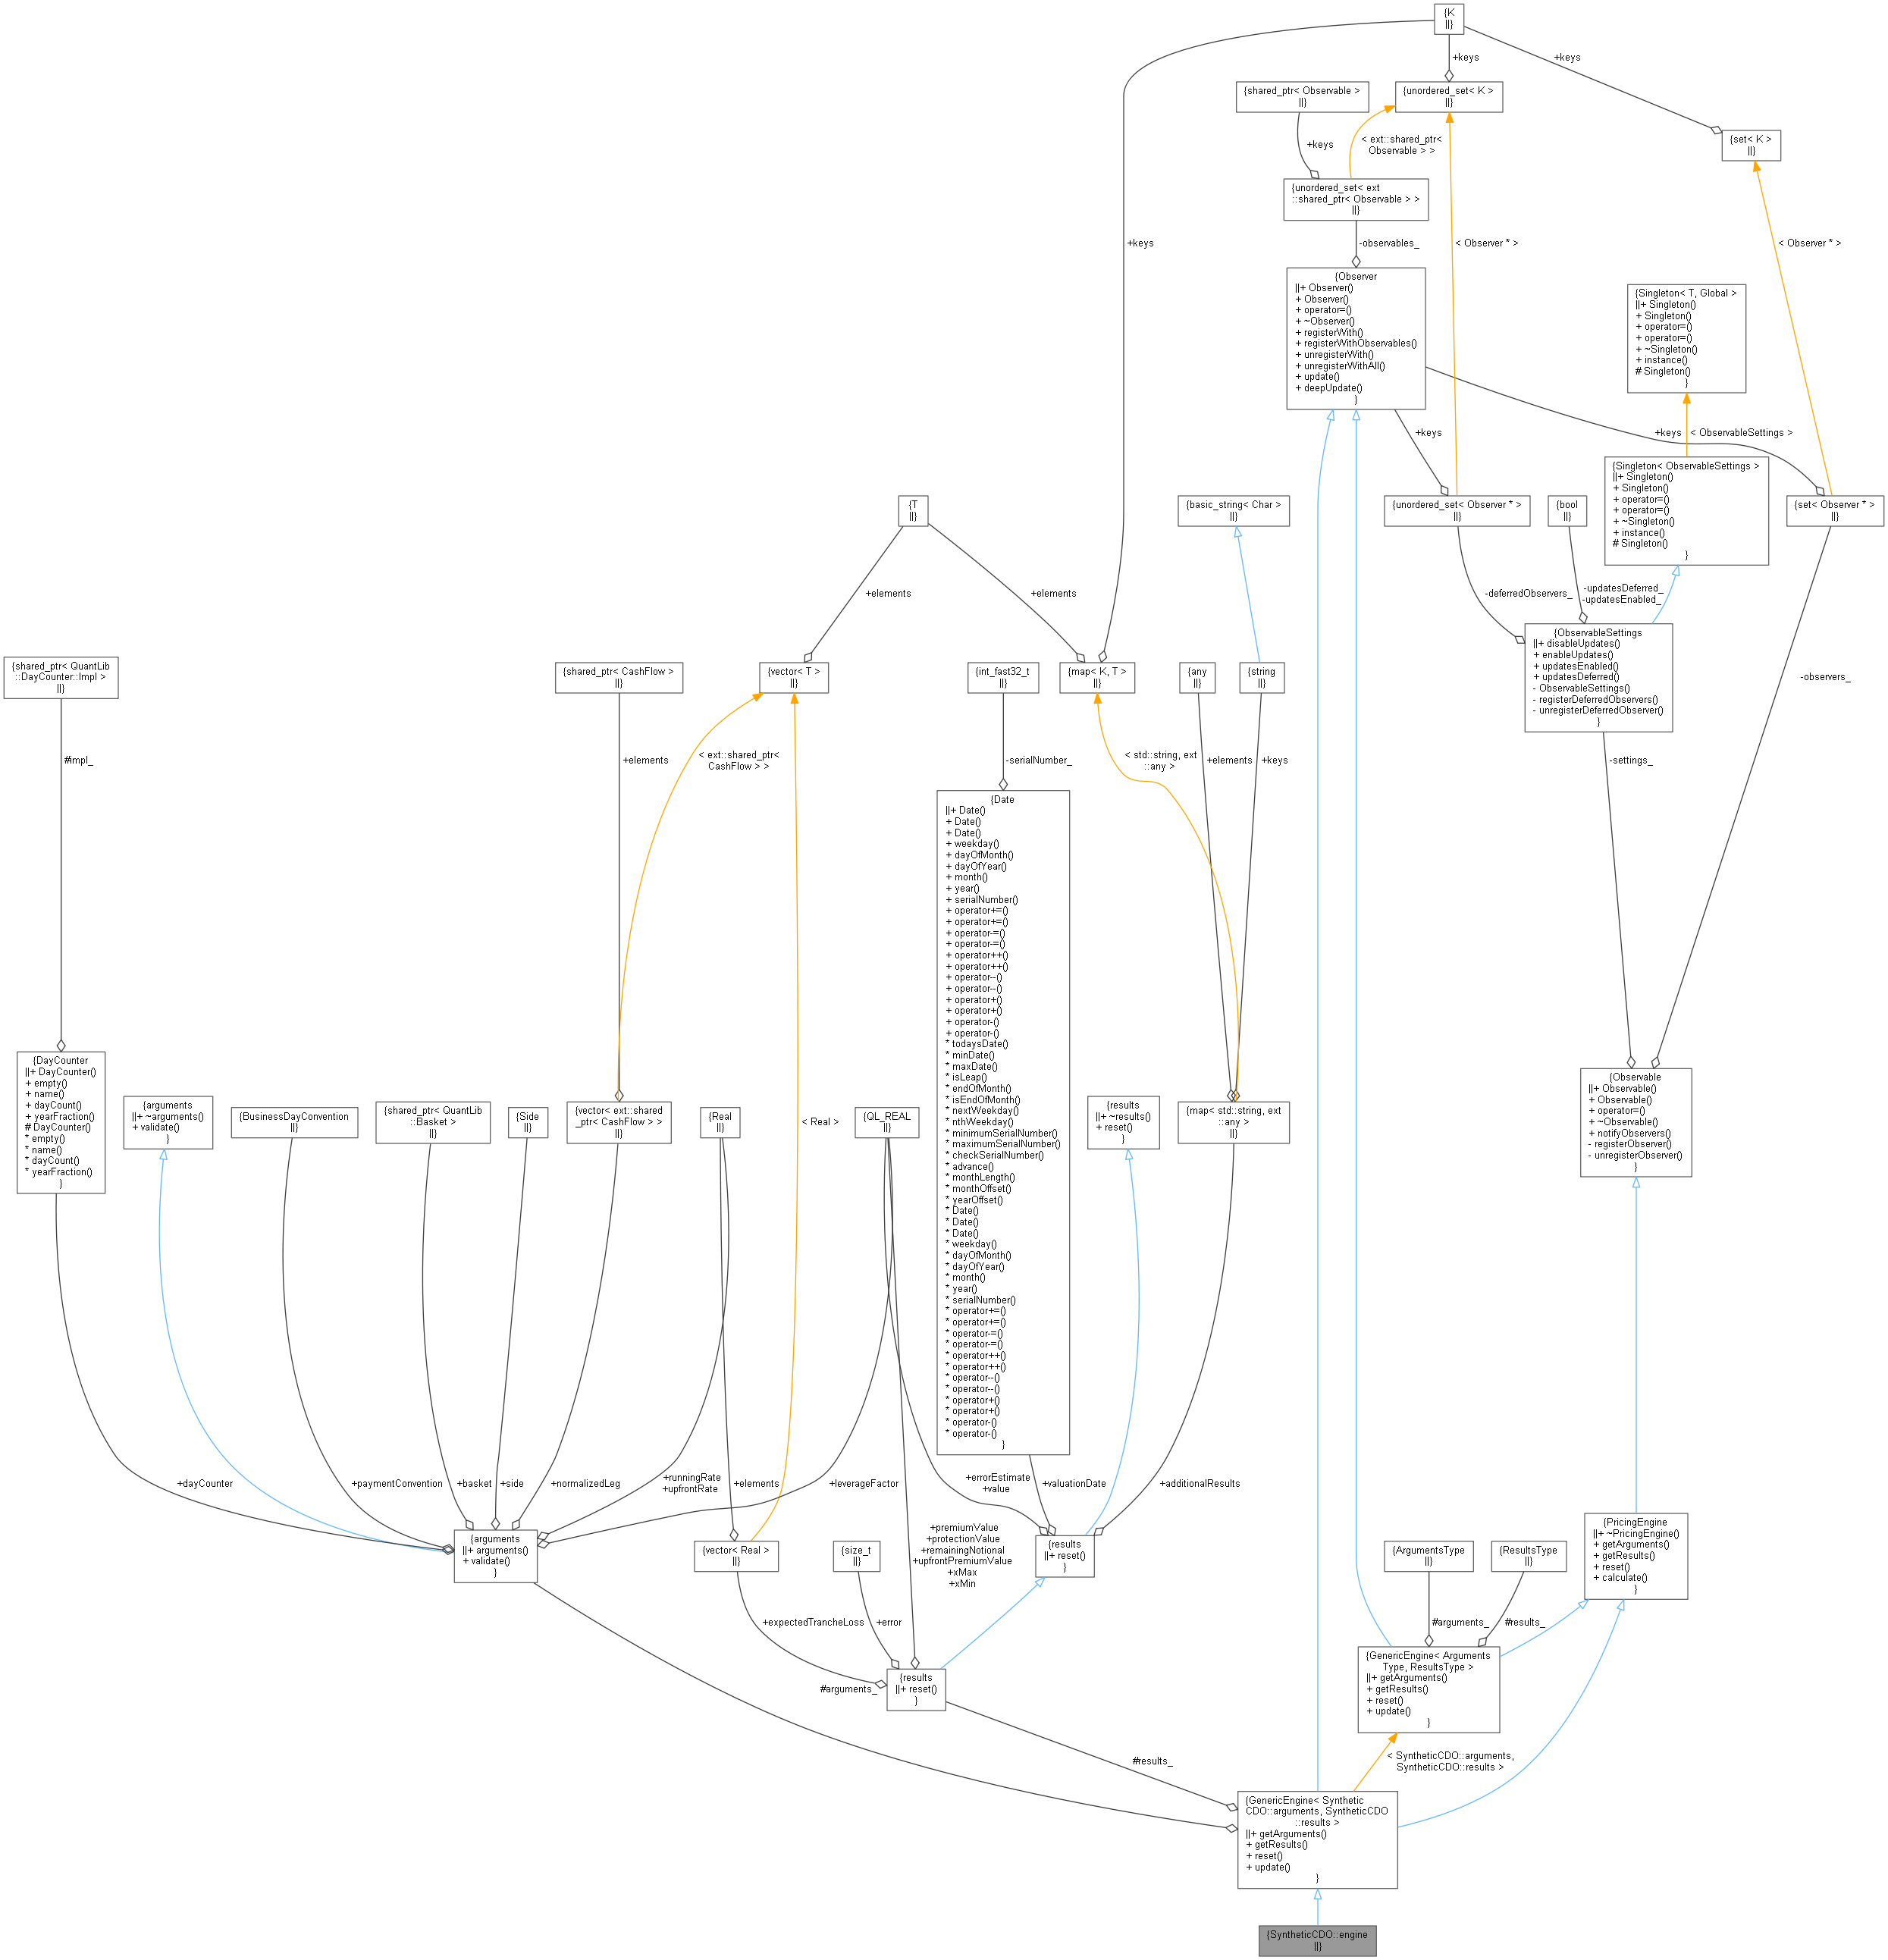 {K
||}
+keys
+keys
{shared_ptr< Observable >
||}
{unordered_set< K >
||}
+keys
< ext::shared_ptr<
Observable > >
{set< K >
||}
{unordered_set< ext
::shared_ptr< Observable > >
||}
+keys
-observables_
< Observer * >
< Observer * >
{Observer
||+ Observer()
+ Observer()
+ operator=()
+ ~Observer()
+ registerWith()
+ registerWithObservables()
+ unregisterWith()
+ unregisterWithAll()
+ update()
+ deepUpdate()
}
{Singleton< T, Global >
||+ Singleton()
+ Singleton()
+ operator=()
+ operator=()
+ ~Singleton()
+ instance()
# Singleton()
}
+keys
+keys
< ObservableSettings >
{Singleton< ObservableSettings >
||+ Singleton()
+ Singleton()
+ operator=()
+ operator=()
+ ~Singleton()
+ instance()
# Singleton()
}
{T
||}
{basic_string< Char >
||}
{unordered_set< Observer * >
||}
{bool
||}
{set< Observer * >
||}
+elements
+elements
-deferredObservers_
-updatesDeferred_
-updatesEnabled_
{ObservableSettings
||+ disableUpdates()
+ enableUpdates()
+ updatesEnabled()
+ updatesDeferred()
- ObservableSettings()
- registerDeferredObservers()
- unregisterDeferredObserver()
}
{shared_ptr< QuantLib
::DayCounter::Impl >
||}
{shared_ptr< CashFlow >
||}
{vector< T >
||}
{int_fast32_t
||}
{map< K, T >
||}
{any
||}
{string
||}
-observers_
#impl_
+elements
< ext::shared_ptr<
CashFlow > >
-serialNumber_
< std::string, ext
::any >
+elements
+keys
-settings_
{Date
||+ Date()
+ Date()
+ Date()
+ weekday()
+ dayOfMonth()
+ dayOfYear()
+ month()
+ year()
+ serialNumber()
+ operator+=()
+ operator+=()
+ operator-=()
+ operator-=()
+ operator++()
+ operator++()
+ operator--()
+ operator--()
+ operator+()
+ operator+()
+ operator-()
+ operator-()
* todaysDate()
* minDate()
* maxDate()
* isLeap()
* endOfMonth()
* isEndOfMonth()
* nextWeekday()
* nthWeekday()
* minimumSerialNumber()
* maximumSerialNumber()
* checkSerialNumber()
* advance()
* monthLength()
* monthOffset()
* yearOffset()
* Date()
* Date()
* Date()
* weekday()
* dayOfMonth()
* dayOfYear()
* month()
* year()
* serialNumber()
* operator+=()
* operator+=()
* operator-=()
* operator-=()
* operator++()
* operator++()
* operator--()
* operator--()
* operator+()
* operator+()
* operator-()
* operator-()
}
{DayCounter
||+ DayCounter()
+ empty()
+ name()
+ dayCount()
+ yearFraction()
# DayCounter()
* empty()
* name()
* dayCount()
* yearFraction()
}
{arguments
||+ ~arguments()
+ validate()
}
{BusinessDayConvention
||}
{shared_ptr< QuantLib
::Basket >
||}
{Side
||}
{vector< ext::shared
_ptr< CashFlow > >
||}
{Real
||}
< Real >
{QL_REAL
||}
{results
||+ ~results()
+ reset()
}
{map< std::string, ext
::any >
||}
{Observable
||+ Observable()
+ Observable()
+ operator=()
+ ~Observable()
+ notifyObservers()
- registerObserver()
- unregisterObserver()
}
+dayCounter
+paymentConvention
+basket
+side
+normalizedLeg
+runningRate
+upfrontRate
+elements
+leverageFactor
+errorEstimate
+value
+valuationDate
+additionalResults
{arguments
||+ arguments()
+ validate()
}
{vector< Real >
||}
{size_t
||}
+premiumValue
+protectionValue
+remainingNotional
+upfrontPremiumValue
+xMax
+xMin
{results
||+ reset()
}
{ArgumentsType
||}
{ResultsType
||}
{PricingEngine
||+ ~PricingEngine()
+ getArguments()
+ getResults()
+ reset()
+ calculate()
}
+expectedTrancheLoss
+error
#arguments_
#results_
{results
||+ reset()
}
{GenericEngine< Arguments
Type, ResultsType >
||+ getArguments()
+ getResults()
+ reset()
+ update()
}
#arguments_
#results_
< SyntheticCDO::arguments,
SyntheticCDO::results >
{GenericEngine< Synthetic
CDO::arguments, SyntheticCDO
::results >
||+ getArguments()
+ getResults()
+ reset()
+ update()
}
{SyntheticCDO::engine
||}